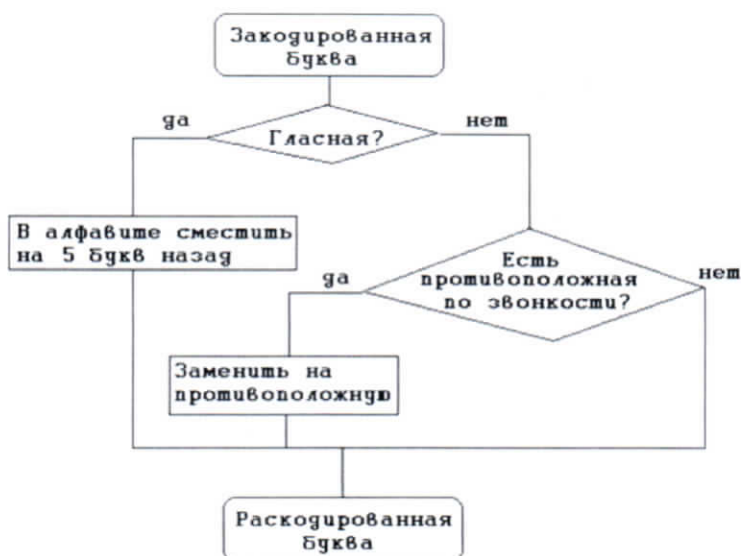 Закодированная
буква
да
нет
Гласная?
В алфавите сместить
на 5 букв назад
Есть
противоположная
по звонкости?
да
нет
Заменить на
противоположную
Раскодированная
буква